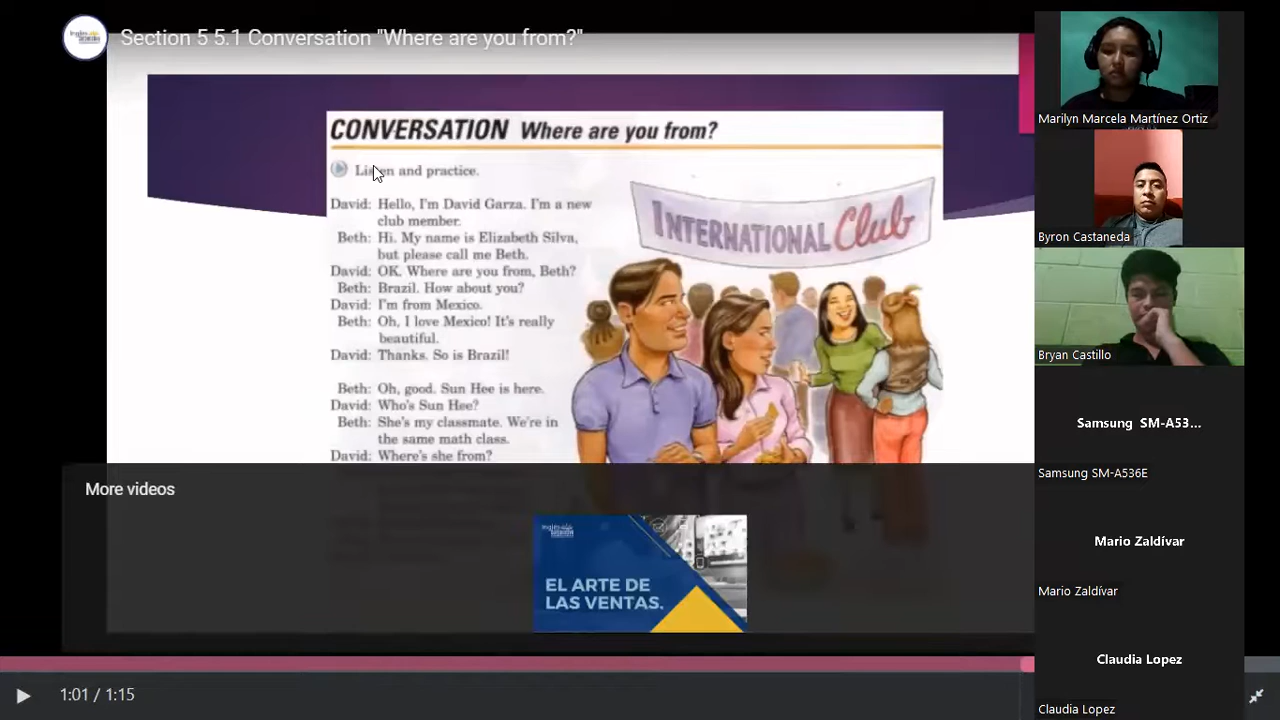 Section 5 5.1 Conversation "Where are you from?"
CONVERSATION Where are you from?
Listen and practice.
David: Hello, I'm David Garza. I'm a new
club member.
Beth: Hi. My name is Elizabeth Silva,
but please call me Beth.
David: OK. Where are you from, Beth?
Beth: Brazil. How about you?
David: I'm from Mexico.
Beth: Oh, I love Mexico! It's really
beautiful.
David: Thanks. So is Brazil!
Beth: Oh, good. Sun Hee is here.
David: Who's Sun Hee?
Beth: She's my classmate. We're in
the same math class.
David: Where's she from?
INTERNATIONAL Club
More videos
EL ARTE DE
LAS VENTAS.
1:01 / 1:15
Marilyn Marcela Martínez Ortiz
Byron Castaneda
Bryan Castillo
Samsung SM-A53...
Samsung SM-A536E
Mario Zaldívar
Mario Zaldívar
Claudia Lopez
Claudia Lopez